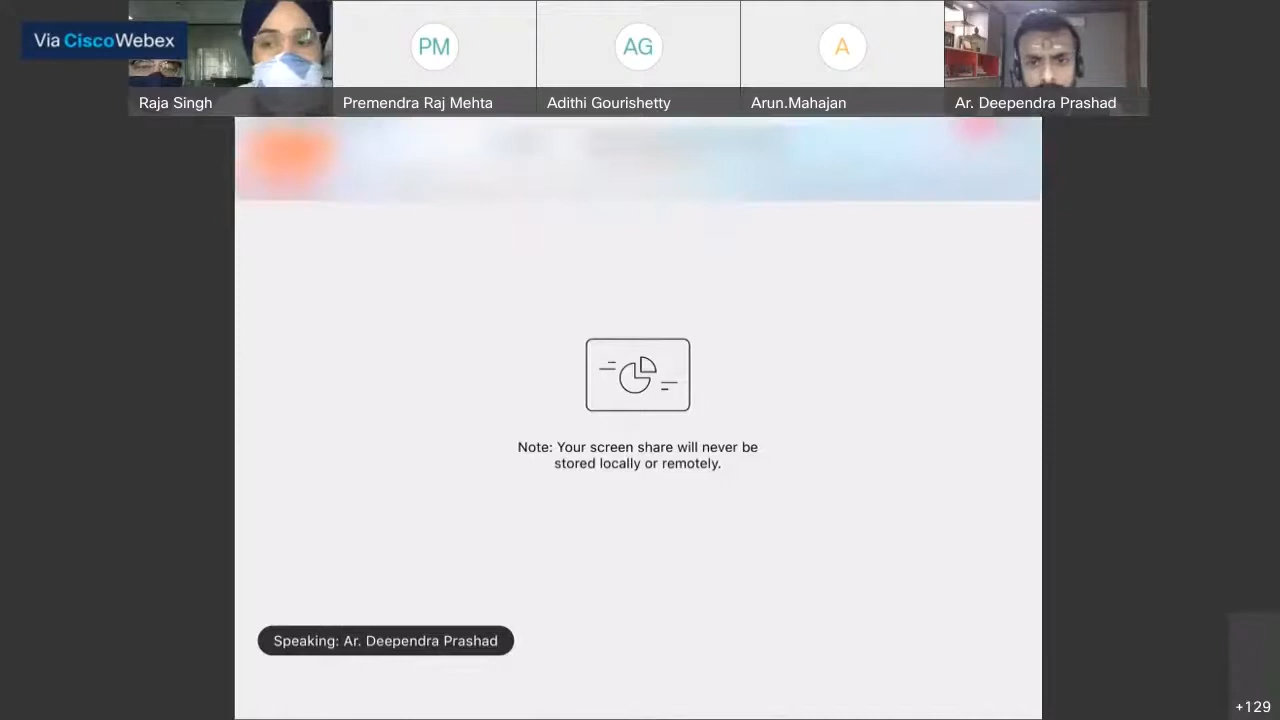 Via CiscoWebex
PM
AG
A
Raja Singh
Premendra Raj Mehta
Adithi Gourishetty
Arun.Mahajan
Ar. Deependra Prashad
Note: Your screen share will never be
stored locally or remotely.
Speaking: Ar. Deependra Prashad
+129